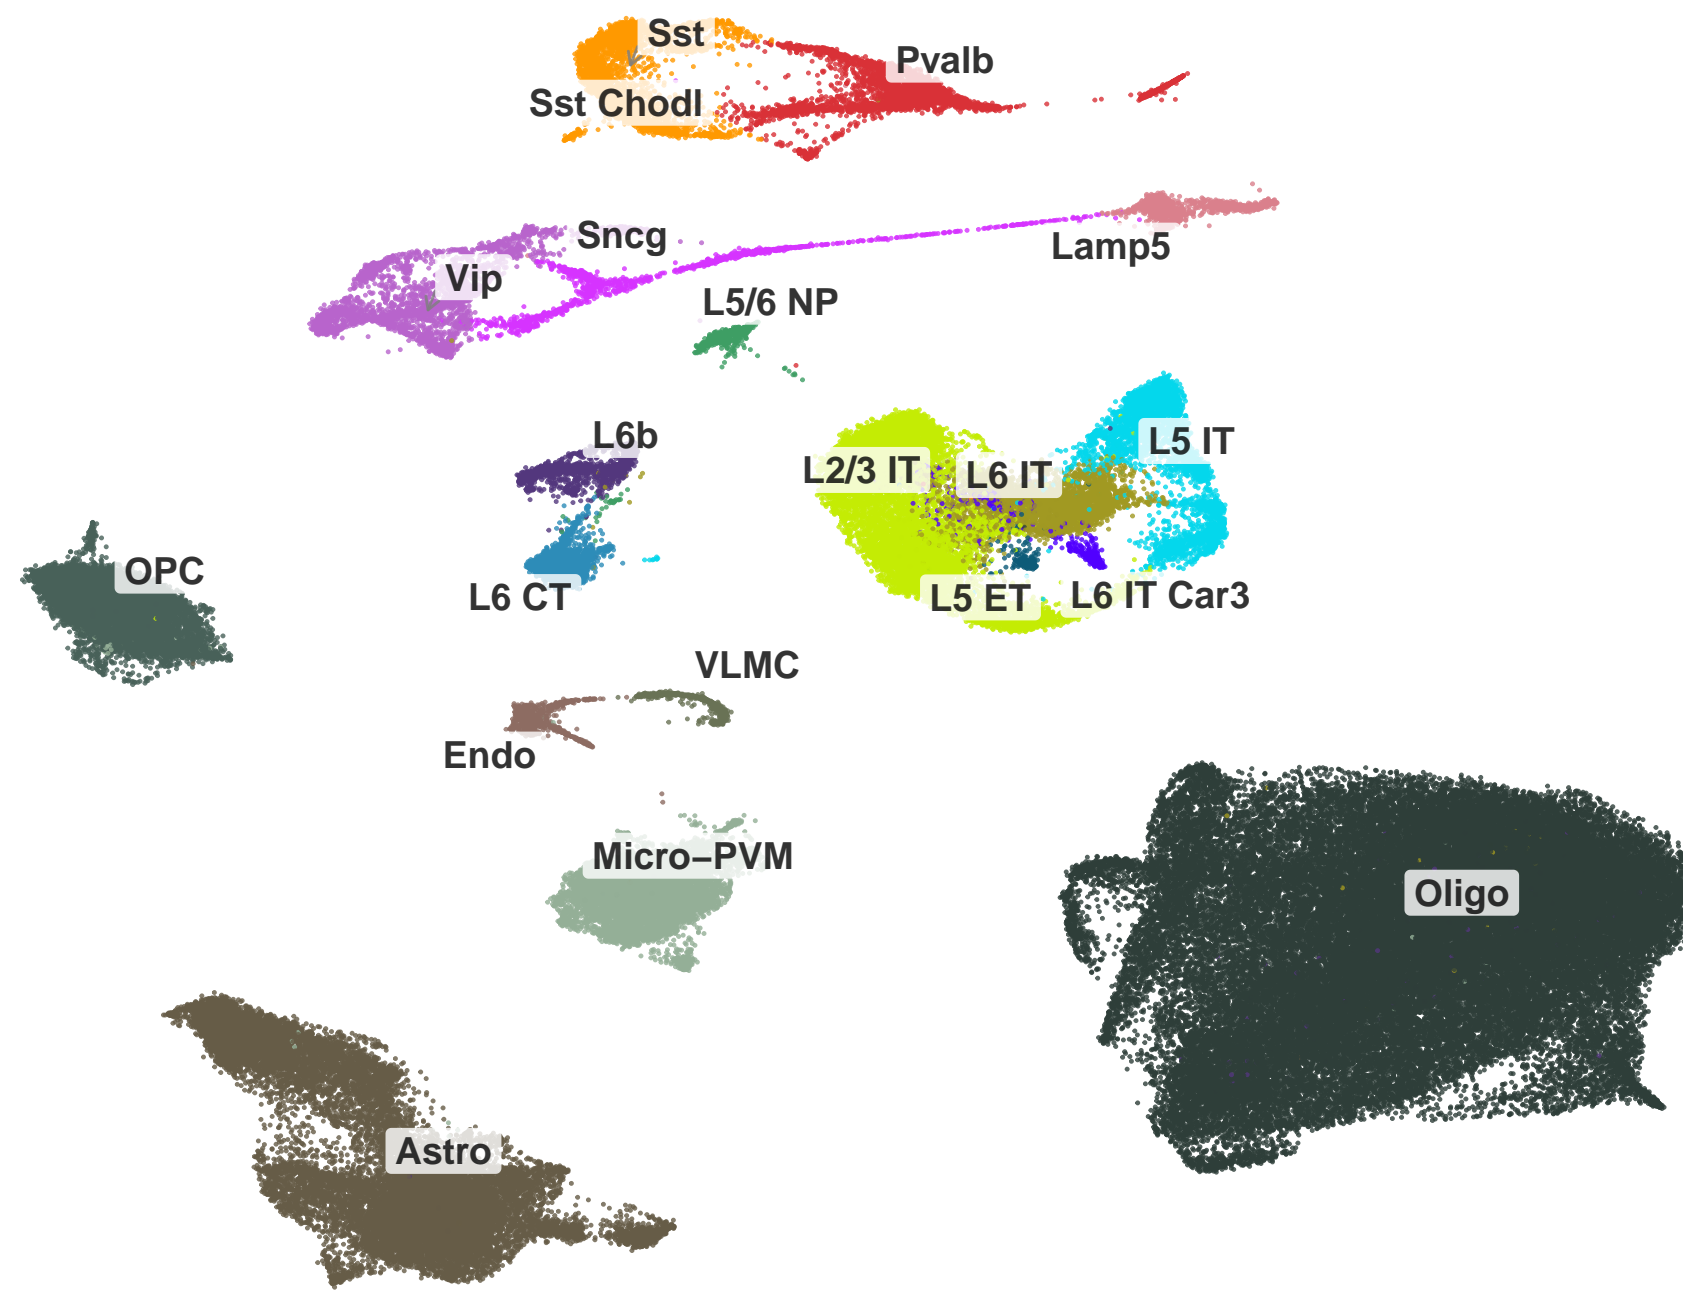 Sst
Pvalb
Sst Chodl
Sncg
Lamp5
Vip
L5/6 NP
L6b
L5 IT
L2/3 IT
L6 IT
OPC
L6 CT
L5 ET
L6 IT Car3
VLMC
Endo
Micro–PVM
Oligo
Astro